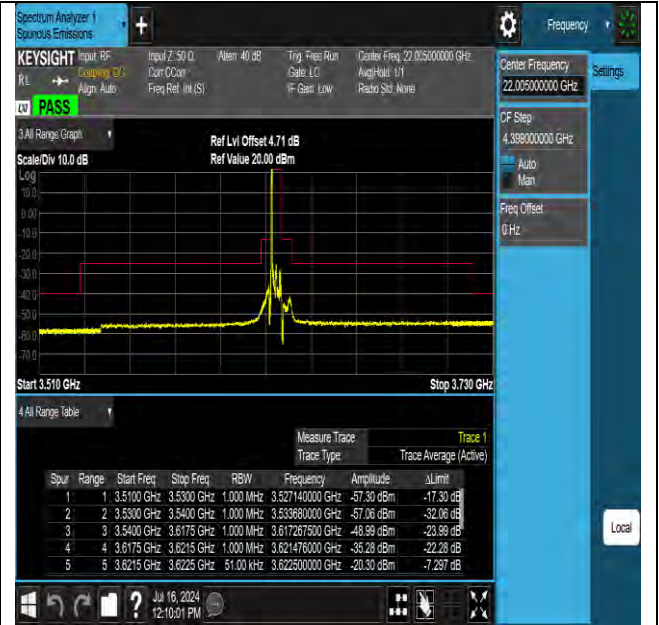 Spectrum Analyzer 1
Spurious Emissions
Frequency
KEYSIGHT Input: RF Input Z: 50 Ω Atten: 40 dB Trig: Free Run Center Freq: 22.005000000 GHz
RL Coupling: DC Corr CCorr Gate: LO Avg|Hold: 1/1
Align: Auto Freq Ref: Int (S) IF Gain: Low Radio Std: None
LXI PASS
Center Frequency
22.005000000 GHz
Settings
CF Step
4.399000000 GHz
Auto
Man
Freq Offset
0 Hz
3 All Range Graph
Ref Lvl Offset 4.71 dB
Scale/Div 10.0 dB Ref Value 20.00 dBm
Log
10.0
0.00
-10.0
-20.0
-30.0
-40.0
-50.0
-60.0
-70.0
Start 3.510 GHz Stop 3.730 GHz
4 All Range Table
Measure Trace Trace 1
Trace Type Trace Average (Active)
Spur Range Start Freq Stop Freq RBW Frequency Amplitude ΔLimit
1 1 3.5100 GHz 3.5300 GHz 1.000 MHz 3.527140000 GHz -57.30 dBm -17.30 dB
2 2 3.5300 GHz 3.5400 GHz 1.000 MHz 3.533680000 GHz -57.06 dBm -32.06 dB
3 3 3.5400 GHz 3.6175 GHz 1.000 MHz 3.617267500 GHz -48.99 dBm -23.99 dB
4 4 3.6175 GHz 3.6215 GHz 1.000 MHz 3.621476000 GHz -35.28 dBm -22.28 dB
5 5 3.6215 GHz 3.6225 GHz 51.00 kHz 3.622500000 GHz -20.30 dBm -7.297 dB
Local
Jul 16, 2024
12:10:01 PM